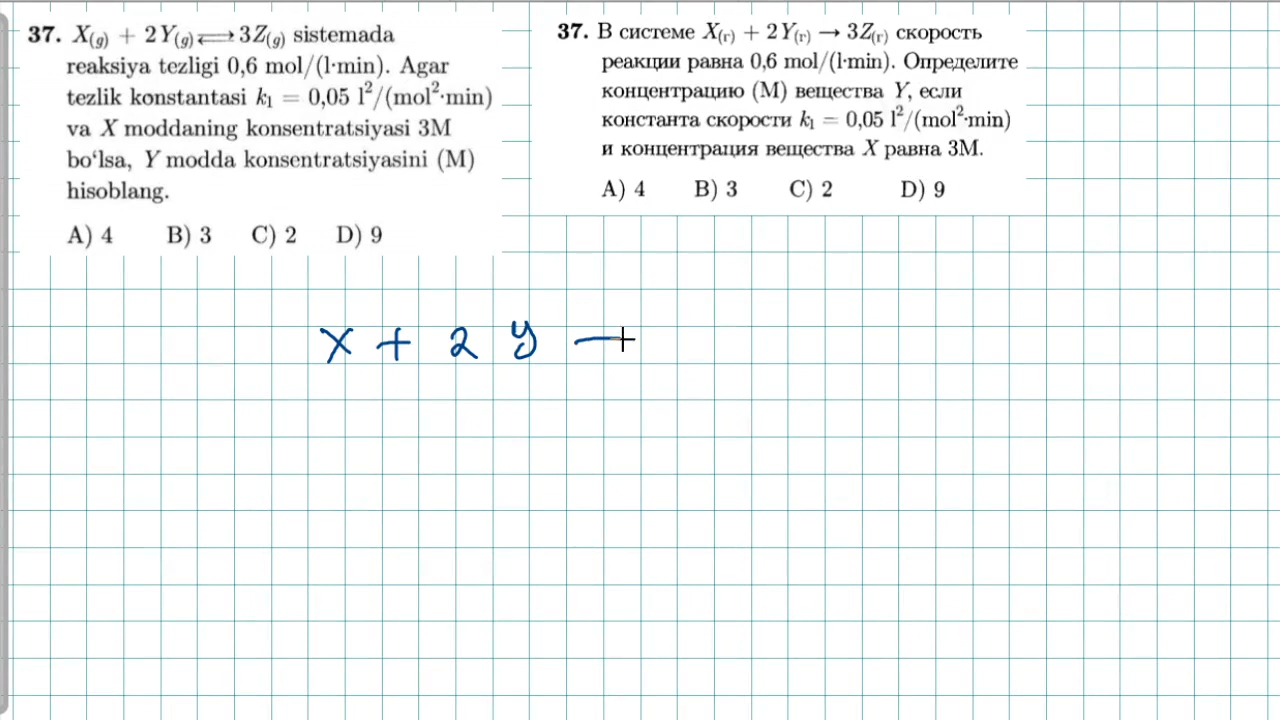 37. X(g) + 2Y(g) ⇄ 3Z(g) sistemada
reaksiya tezligi 0,6 mol/(l·min). Agar
tezlik konstantasi k₁ = 0,05 l²/(mol²·min)
va X moddaning konsentratsiyasi 3M
bo‘lsa, Y modda konsentratsiyasini (M)
hisoblang.
A) 4 B) 3 C) 2 D) 9
37. В системе X(г) + 2Y(г) → 3Z(г) скорость
реакции равна 0,6 mol/(l·min). Определите
концентрацию (M) вещества Y, если
константа скорости k₁ = 0,05 l²/(mol²·min)
и концентрация вещества X равна 3M.
A) 4 B) 3 C) 2 D) 9
x + 2 y —